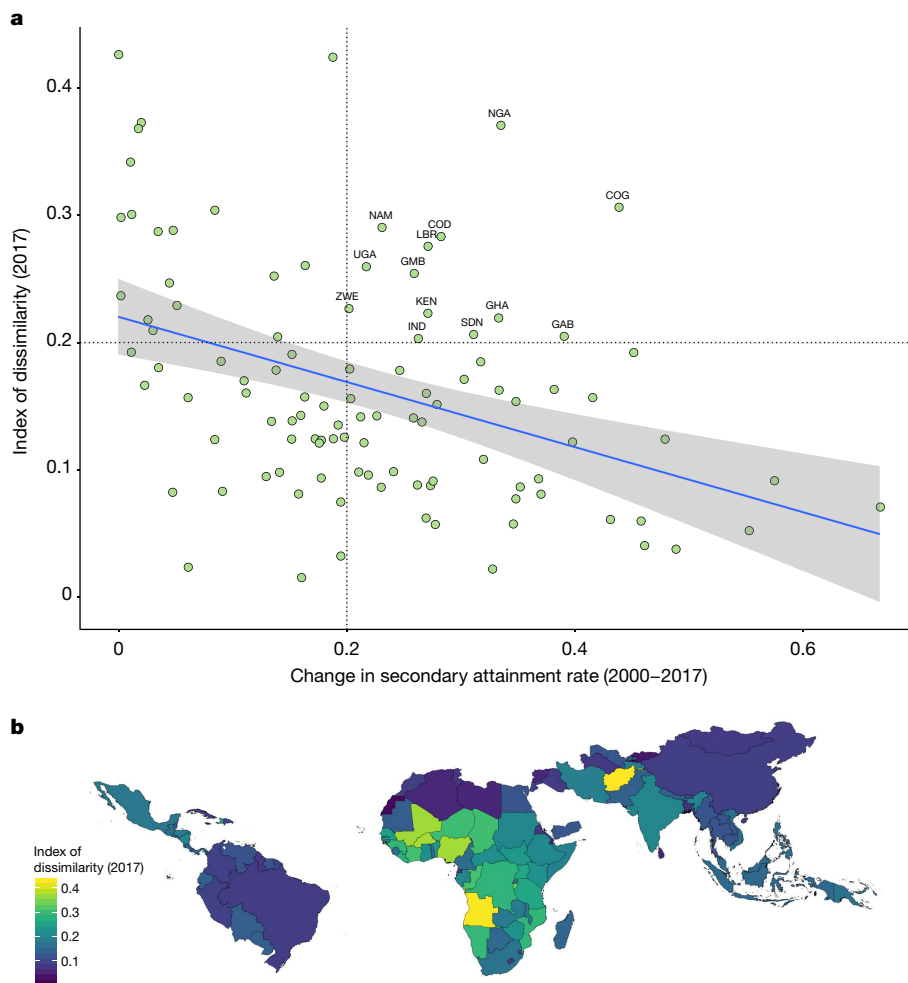 a
Index of dissimilarity (2017)
0.4
0.3
0.2
0.1
0
NGA
COG
NAM
COD
LBR
UGA
GMB
ZWE
KEN
GHA
IND
SDN
GAB
0
0.2
0.4
0.6
Change in secondary attainment rate (2000–2017)
b
Index of
dissimilarity (2017)
0.4
0.3
0.2
0.1